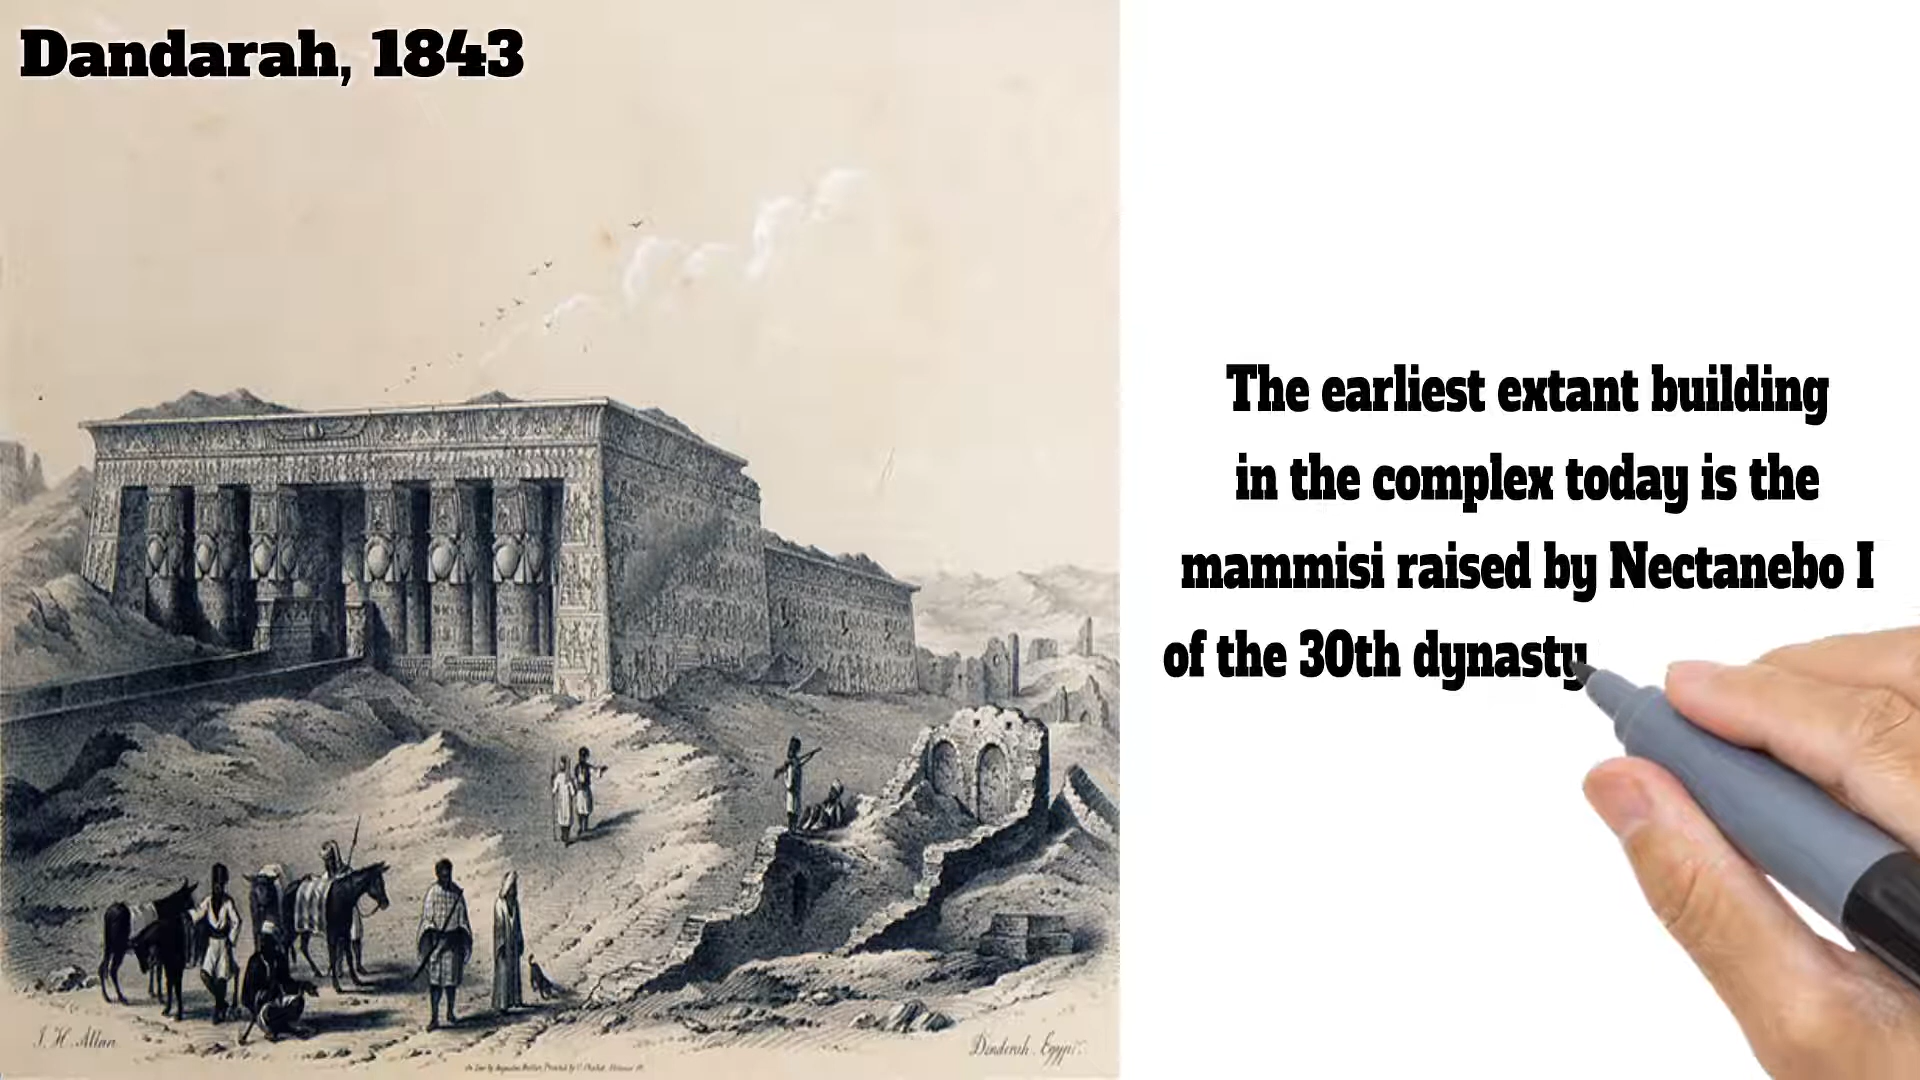 Dandarah, 1843
The earliest extant building
in the complex today is the
mammisi raised by Nectanebo I
of the 30th dynasty
J. H. Allan
Denderah. Egypt.